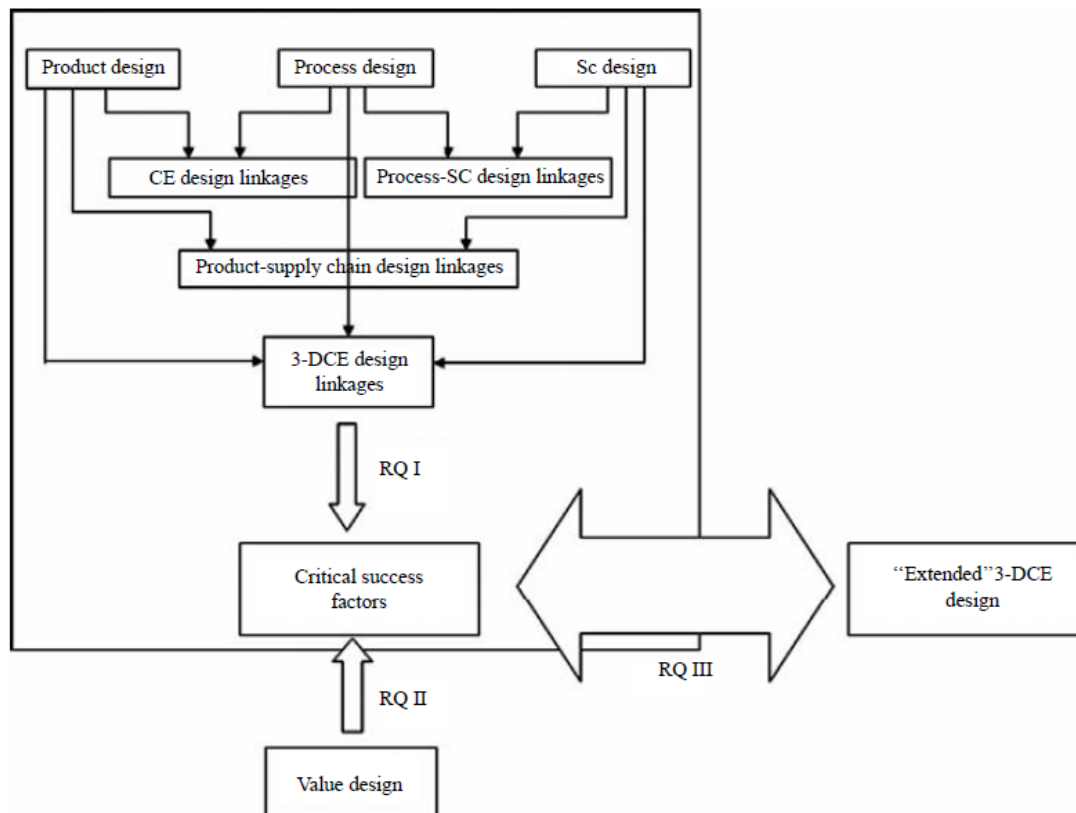 Product design
Process design
Sc design
CE design linkages
Process-SC design linkages
Product-supply chain design linkages
3-DCE design
linkages
RQ I
Critical success
factors
“Extended”3-DCE
design
RQ III
RQ II
Value design